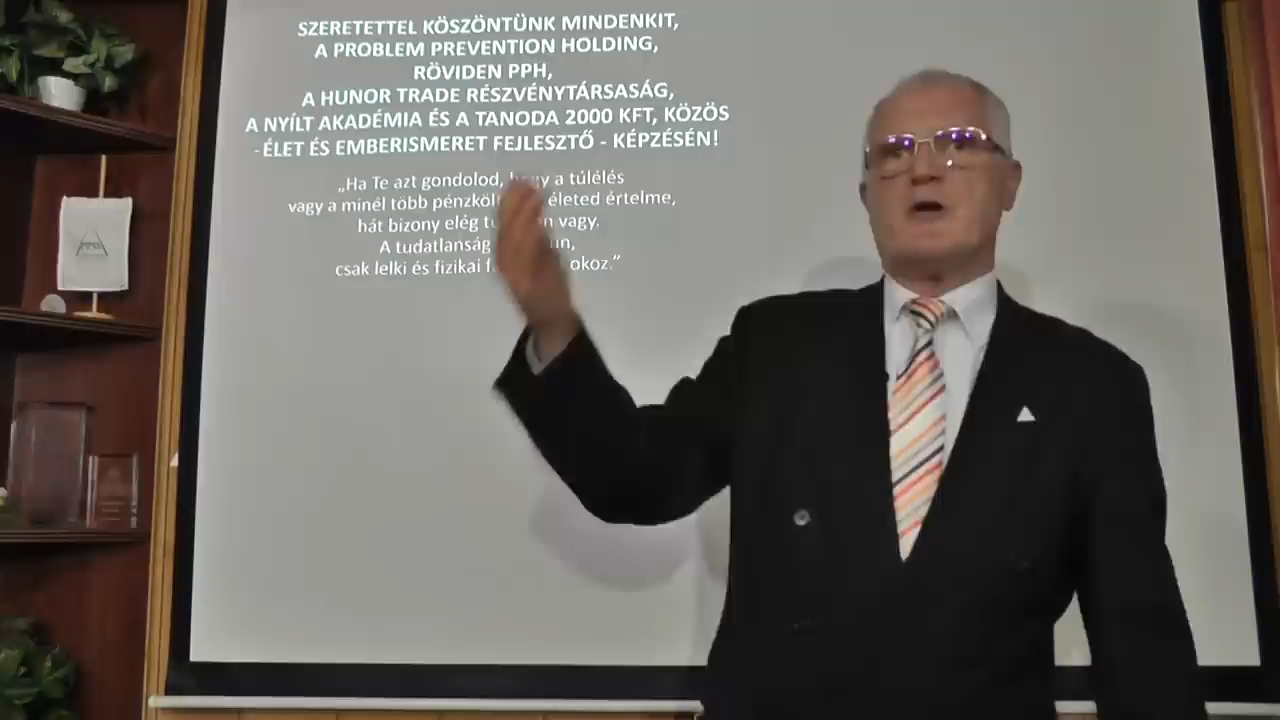 SZERETETTEL KÖSZÖNTÜNK MINDENKIT,
A PROBLEM PREVENTION HOLDING,
RÖVIDEN PPH,
A HUNOR TRADE RÉSZVÉNYTÁRSASÁG,
A NYÍLT AKADÉMIA ÉS A TANODA 2000 KFT, KÖZÖS
- ÉLET ÉS EMBERISMERET FEJLESZTŐ - KÉPZÉSÉN!
„Ha Te azt gondolod, a túlélés
vagy a minél több életed értelme,
hát bizony elég vagy.
A tudatlanság
csak lelki és fizikai okoz.”